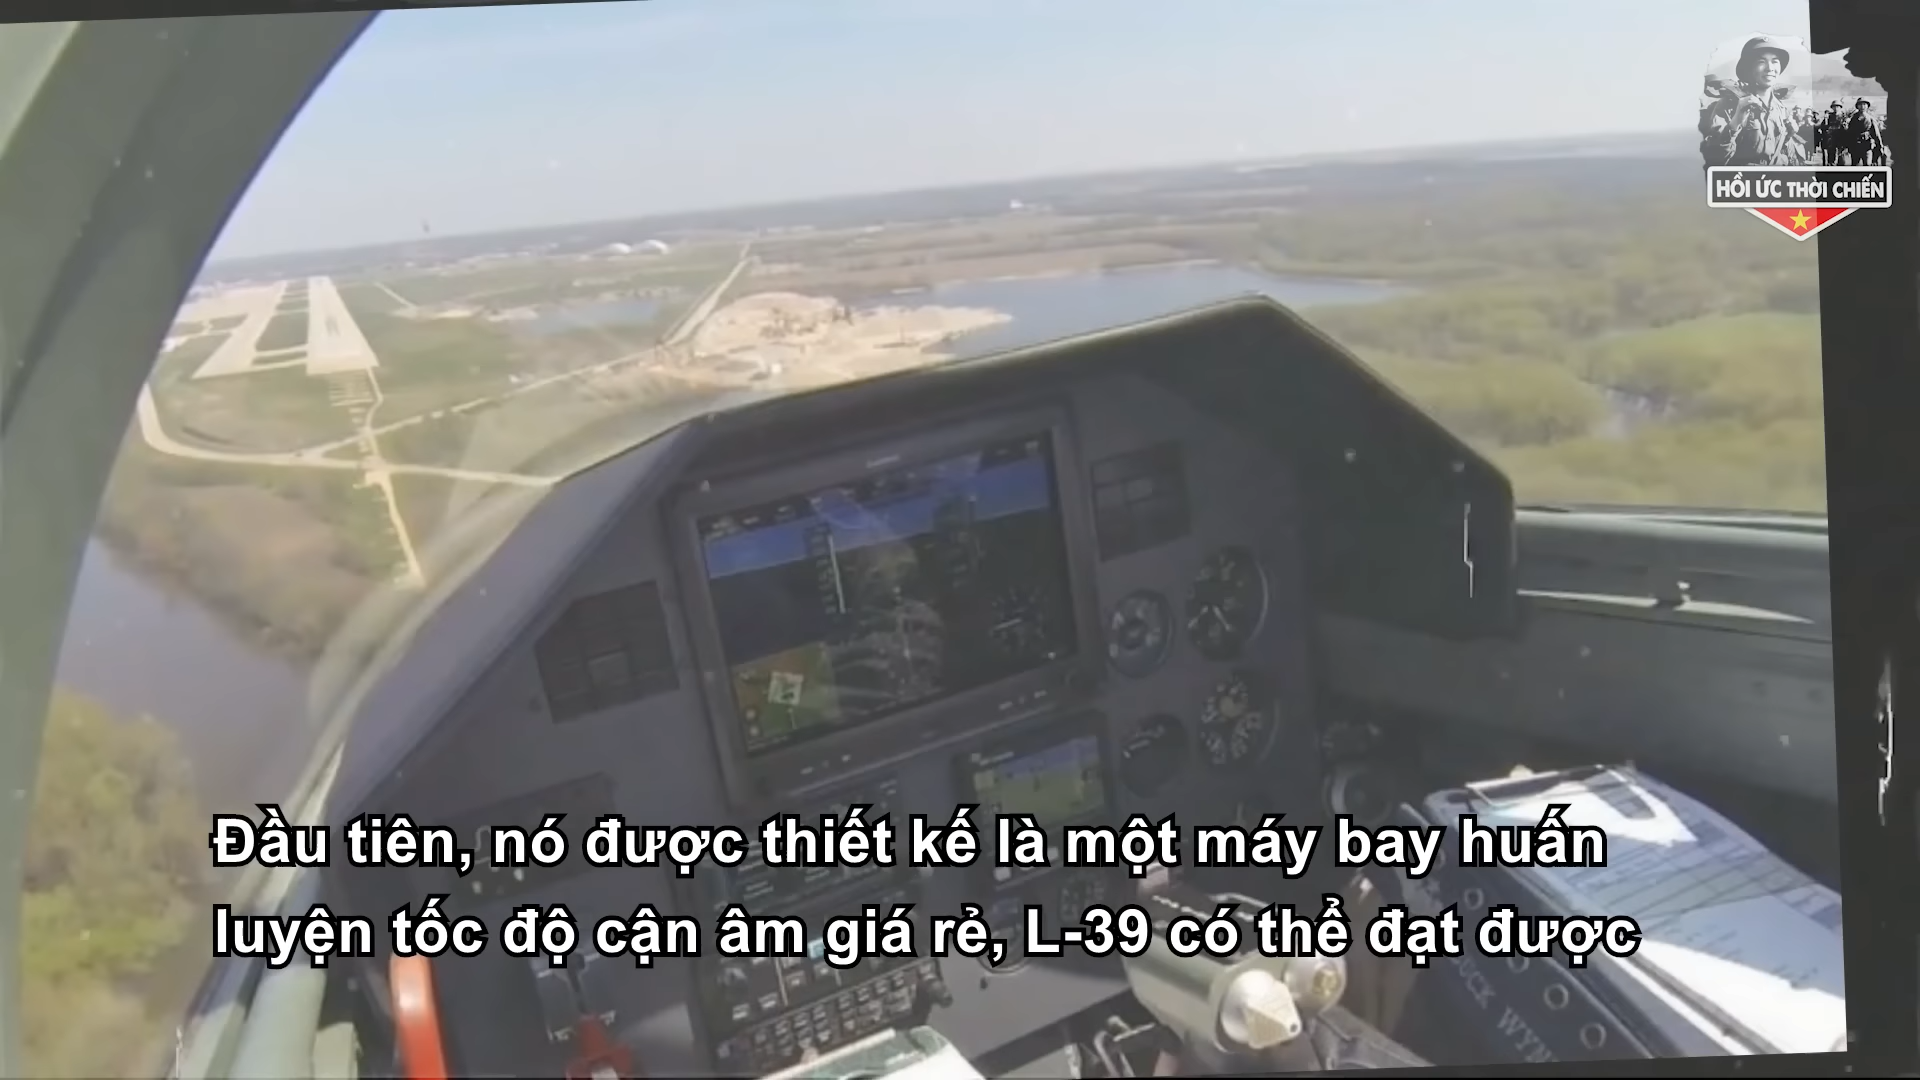 HỒI ỨC THỜI CHIẾN
Đầu tiên, nó được thiết kế là một máy bay huấn
luyện tốc độ cận âm giá rẻ, L-39 có thể đạt được